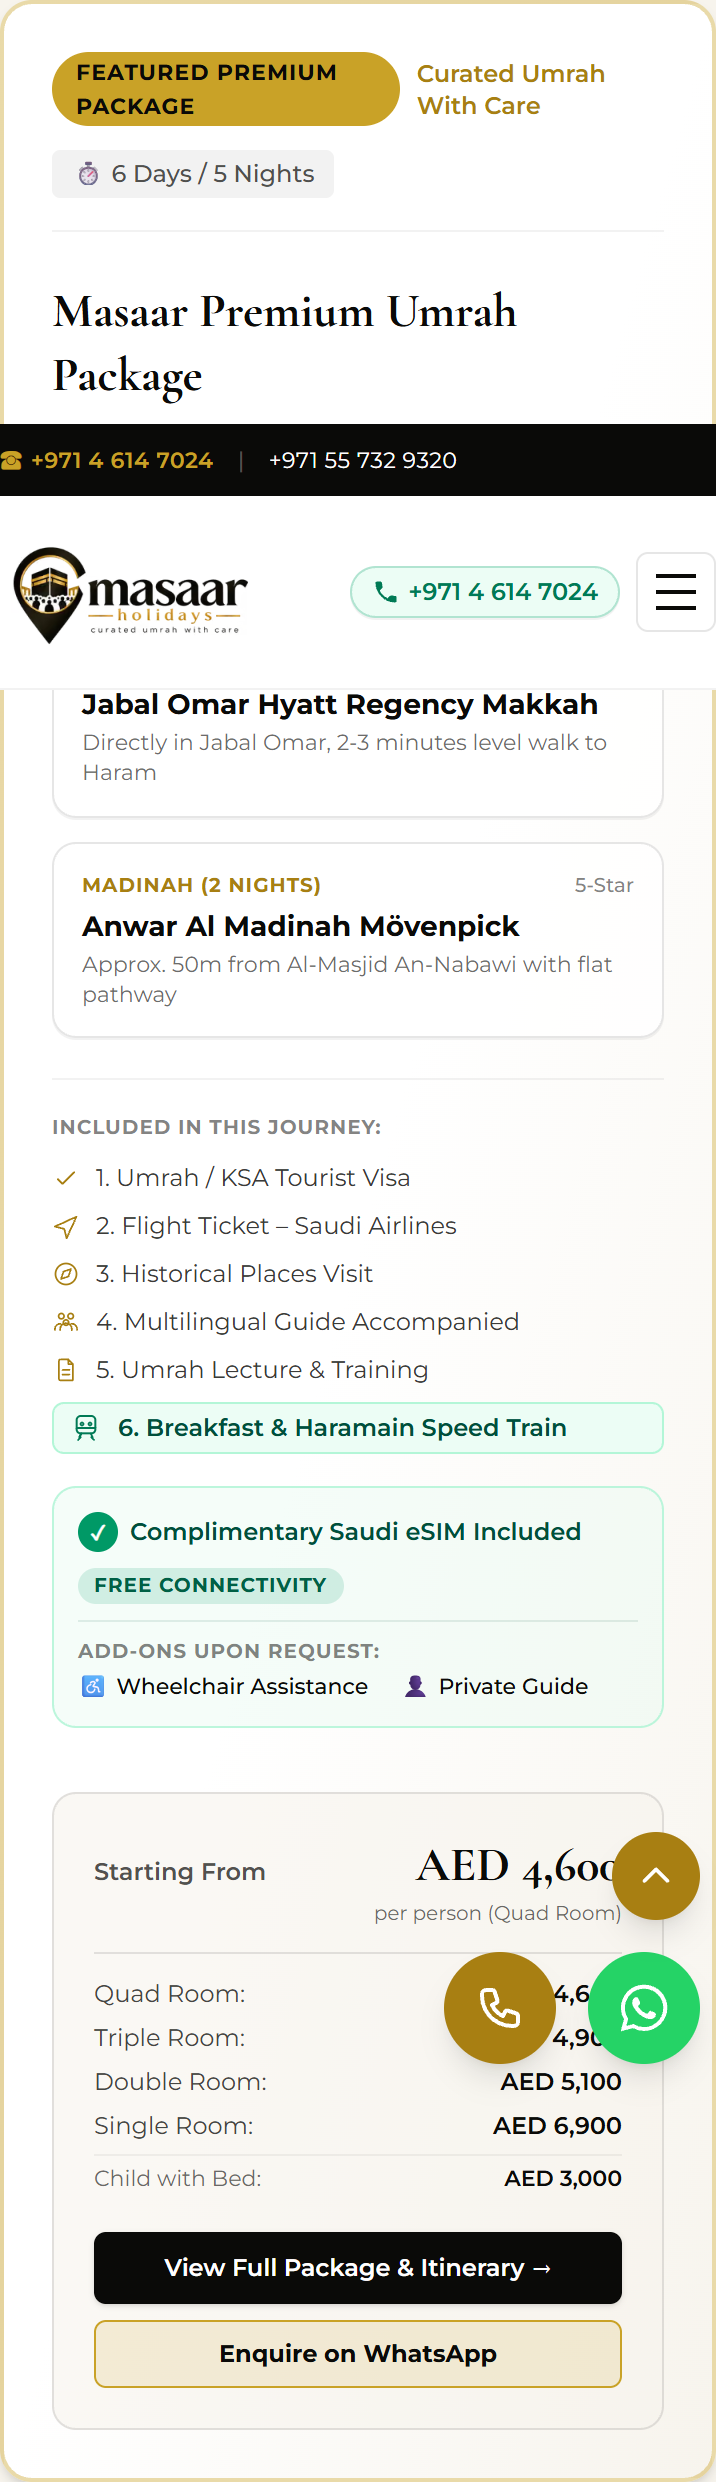 FEATURED PREMIUM
PACKAGE
Curated Umrah
With Care
6 Days / 5 Nights
Masaar Premium Umrah
Package
+971 4 614 7024 | +971 55 732 9320
masaar
holidays
curated umrah with care
+971 4 614 7024
Jabal Omar Hyatt Regency Makkah
Directly in Jabal Omar, 2-3 minutes level walk to
Haram
MADINAH (2 NIGHTS) 5-Star
Anwar Al Madinah Mövenpick
Approx. 50m from Al-Masjid An-Nabawi with flat
pathway
INCLUDED IN THIS JOURNEY:
1. Umrah / KSA Tourist Visa
2. Flight Ticket – Saudi Airlines
3. Historical Places Visit
4. Multilingual Guide Accompanied
5. Umrah Lecture & Training
6. Breakfast & Haramain Speed Train
Complimentary Saudi eSIM Included
FREE CONNECTIVITY
ADD-ONS UPON REQUEST:
Wheelchair Assistance Private Guide
Starting From AED 4,600
per person (Quad Room)
Quad Room:
Triple Room:
Double Room: AED 5,100
Single Room: AED 6,900
Child with Bed: AED 3,000
View Full Package & Itinerary →
Enquire on WhatsApp